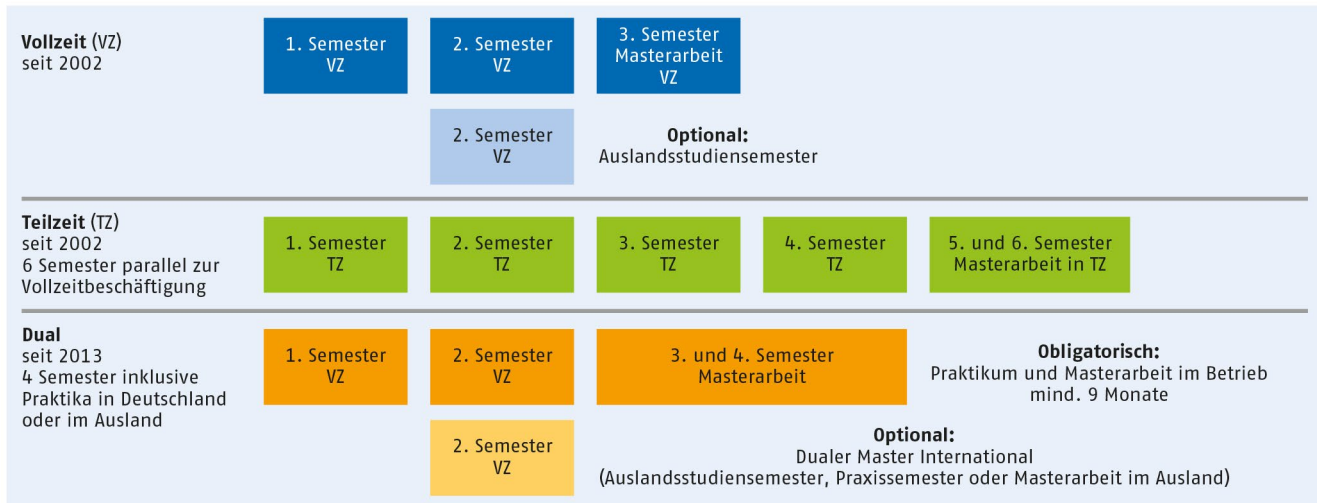 Vollzeit (VZ)
seit 2002
1. Semester
VZ
2. Semester
VZ
3. Semester
Masterarbeit
VZ
2. Semester
VZ
Optional:
Auslandsstudiensemester
Teilzeit (TZ)
seit 2002
6 Semester parallel zur
Vollzeitbeschäftigung
1. Semester
TZ
2. Semester
TZ
3. Semester
TZ
4. Semester
TZ
5. und 6. Semester
Masterarbeit in TZ
Dual
seit 2013
4 Semester inklusive
Praktika in Deutschland
oder im Ausland
1. Semester
VZ
2. Semester
VZ
3. und 4. Semester
Masterarbeit
Obligatorisch:
Praktikum und Masterarbeit im Betrieb
mind. 9 Monate
2. Semester
VZ
Optional:
Dualer Master International
(Auslandsstudiensemester, Praxissemester oder Masterarbeit im Ausland)